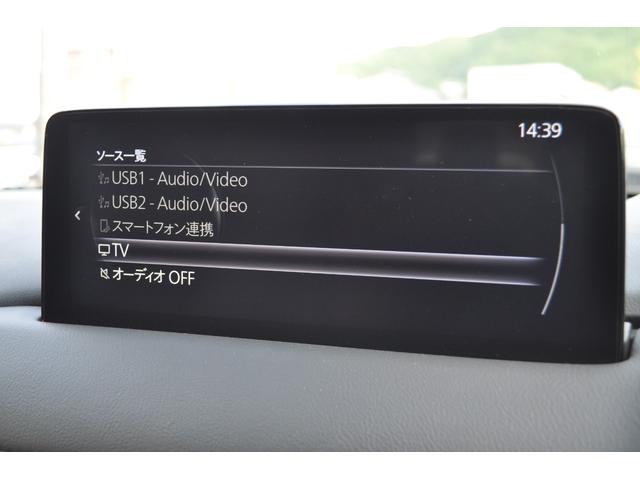 14:39
ソース一覧
USB1 - Audio/Video
USB2 - Audio/Video
スマートフォン連携
TV
オーディオ OFF